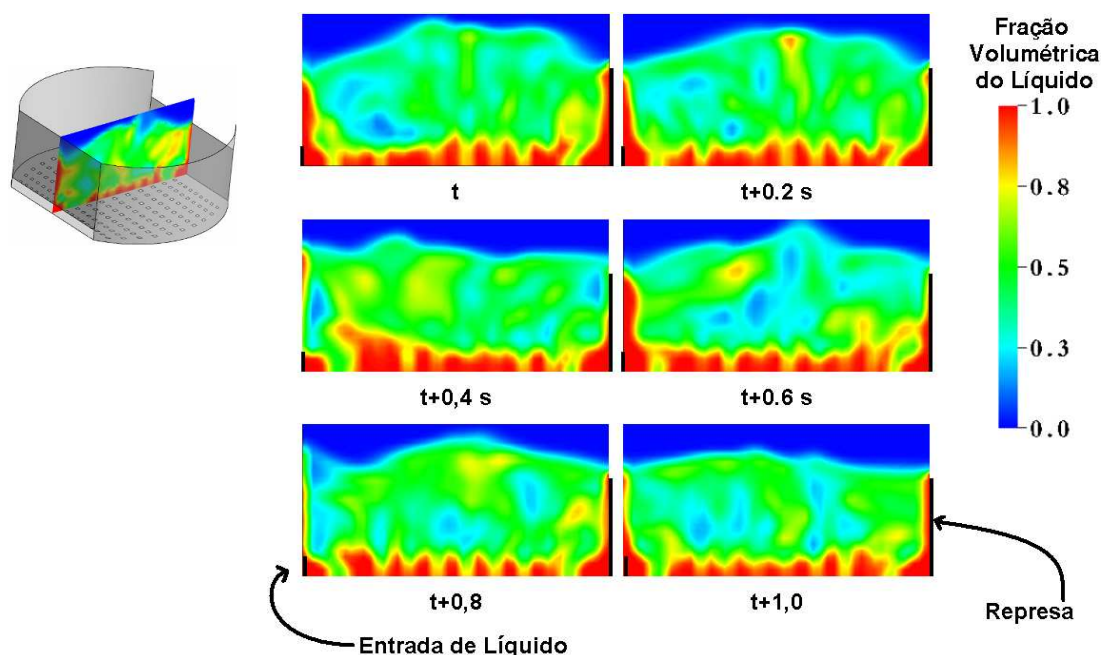 Fração
Volumétrica
do Líquido
1.0
0.8
0.5
0.3
0.0
t
t+0.2 s
t+0,4 s
t+0.6 s
t+0,8
t+1,0
Entrada de Líquido
Represa